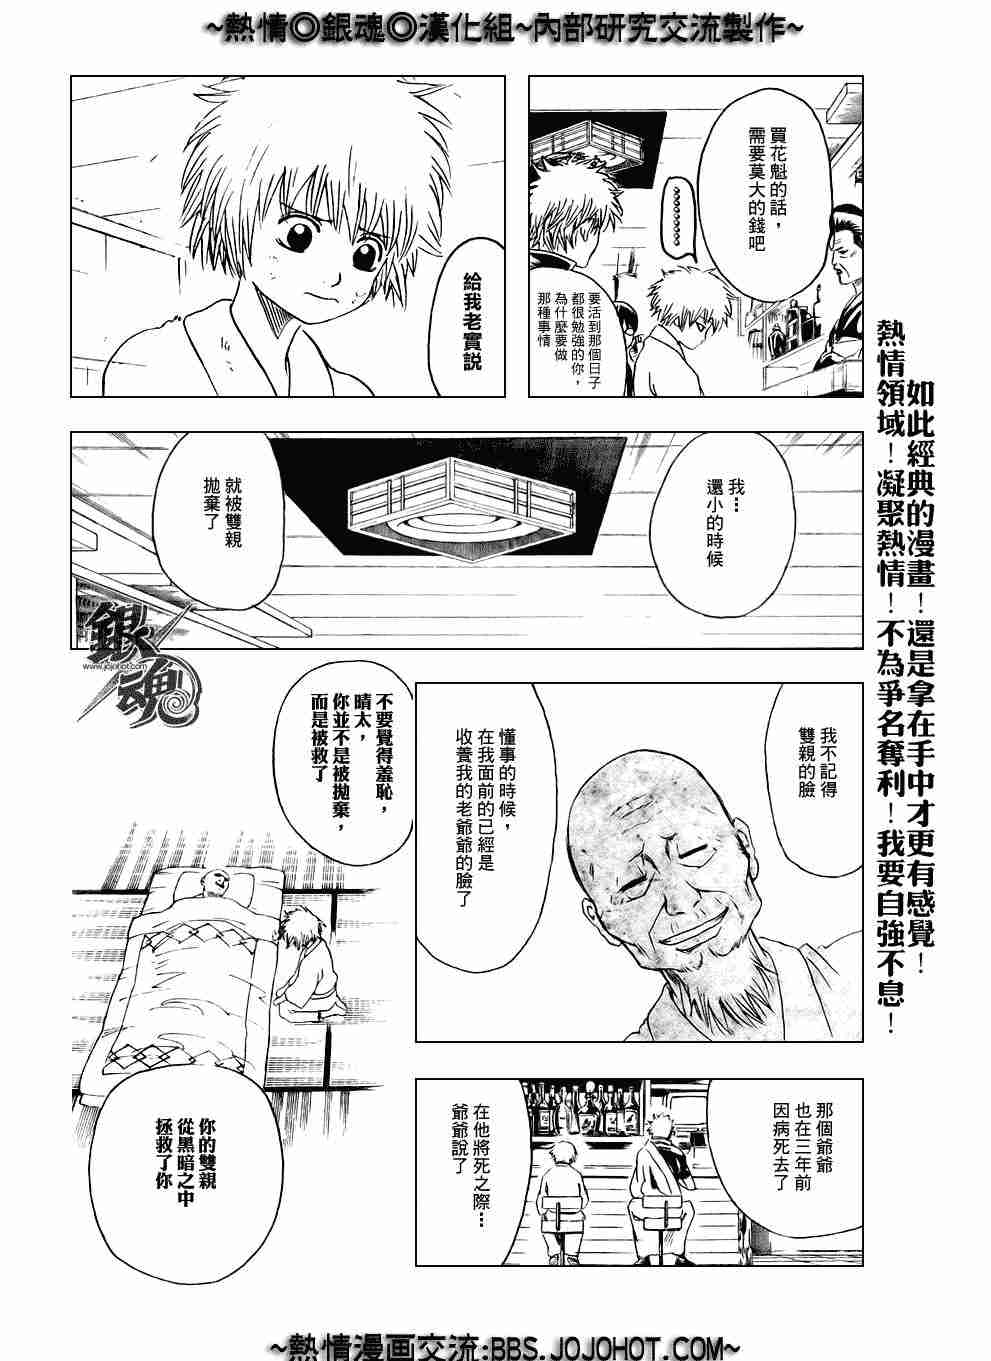 ~熱情◎銀魂◎漢化組~內部研究交流製作~
買花魁的話，
需要莫大的錢吧
………
要活到那個日子
都很勉強的你，
為什麼要做
那種事情
給我老實説
我…
還小的時候
就被雙親
拋棄了
我不記得
雙親的臉
懂事的時候，
在我面前的已經是
收養我的老爺爺的臉了
不要覺得羞恥，
晴太，
你並不是被拋棄，
而是被救了
那個爺爺
也在三年前
因病死去了
在他將死之際…
爺爺說了
你的雙親
從黑暗之中
拯救了你
如此經典的漫畫！還是拿在手中才更有感覺！
熱情領域！凝聚熱情！不為爭名奪利！我要自強不息！
銀魂
www.jojohot.com
~熱情漫画交流:BBS.JOJOHOT.COM~